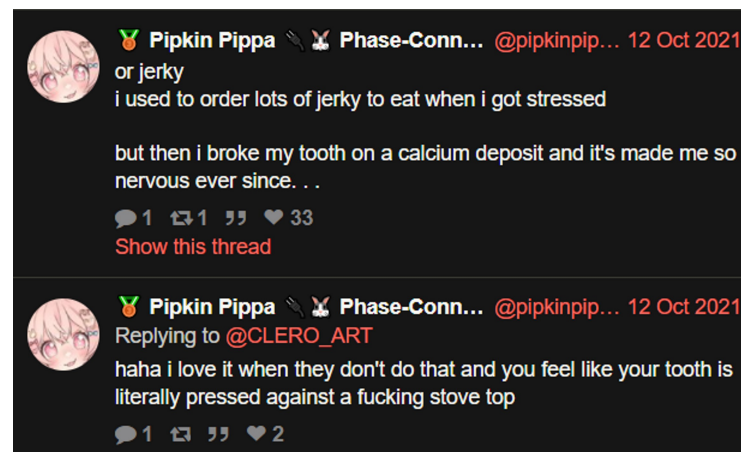 Pipkin Pippa Phase-Conn... @pipkinpip... 12 Oct 2021
or jerky
i used to order lots of jerky to eat when i got stressed
but then i broke my tooth on a calcium deposit and it's made me so
nervous ever since. . .
1 1 33
Show this thread
Pipkin Pippa Phase-Conn... @pipkinpip... 12 Oct 2021
Replying to @CLERO_ART
haha i love it when they don't do that and you feel like your tooth is
literally pressed against a fucking stove top
1 2